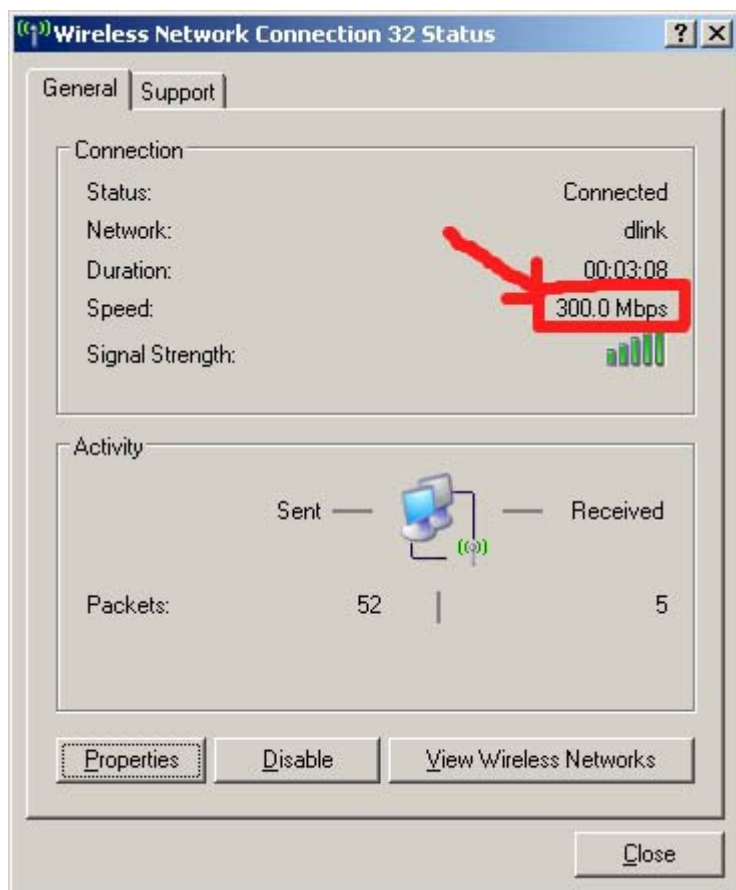 Wireless Network Connection 32 Status
General Support
Connection
Status: Connected
Network: dlink
Duration: 00:03:08
Speed: 300.0 Mbps
Signal Strength:
Activity
Sent Received
Packets: 52 5
Properties Disable View Wireless Networks
Close